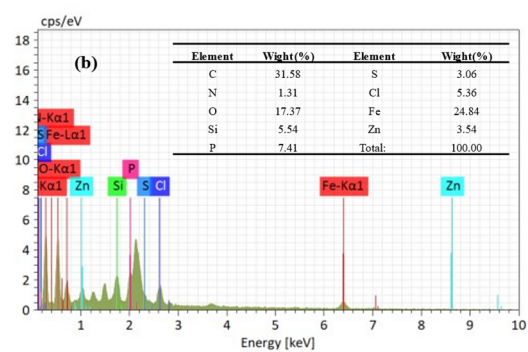 cps/eV
(b)
Element Wight(%) Element Wight(%)
C 31.58 S 3.06
N 1.31 Cl 5.36
O 17.37 Fe 24.84
Si 5.54 Zn 3.54
P 7.41 Total: 100.00
18
16
14
12
10
8
6
4
2
0
N-Kα1
S Fe-Lα1
Cl
O-Kα1
Kα1 Zn Si P S Cl Fe-Kα1 Zn
1 2 3 4 5 6 7 8 9 10
Energy [keV]